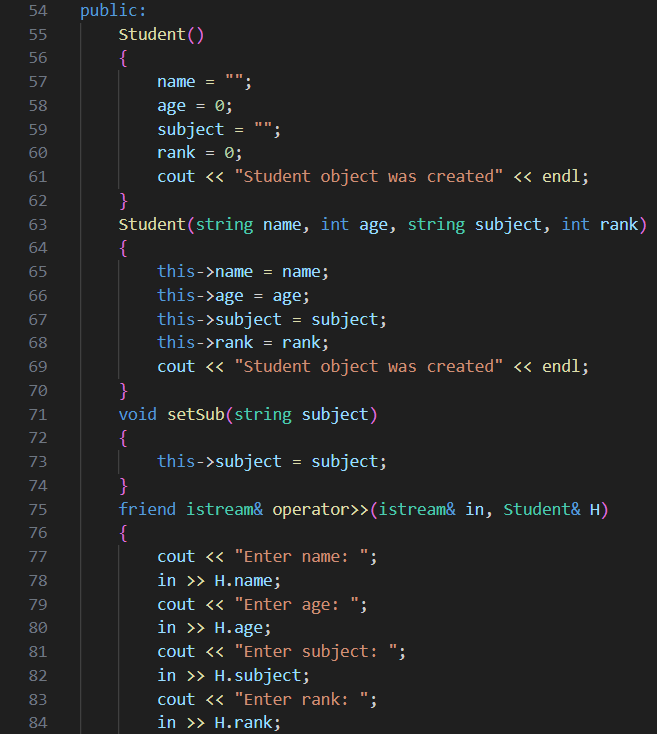 54 public:
55 Student()
56 {
57 name = "";
58 age = 0;
59 subject = "";
60 rank = 0;
61 cout << "Student object was created" << endl;
62 }
63 Student(string name, int age, string subject, int rank)
64 {
65 this->name = name;
66 this->age = age;
67 this->subject = subject;
68 this->rank = rank;
69 cout << "Student object was created" << endl;
70 }
71 void setSub(string subject)
72 {
73 this->subject = subject;
74 }
75 friend istream& operator>>(istream& in, Student& H)
76 {
77 cout << "Enter name: ";
78 in >> H.name;
79 cout << "Enter age: ";
80 in >> H.age;
81 cout << "Enter subject: ";
82 in >> H.subject;
83 cout << "Enter rank: ";
84 in >> H.rank;